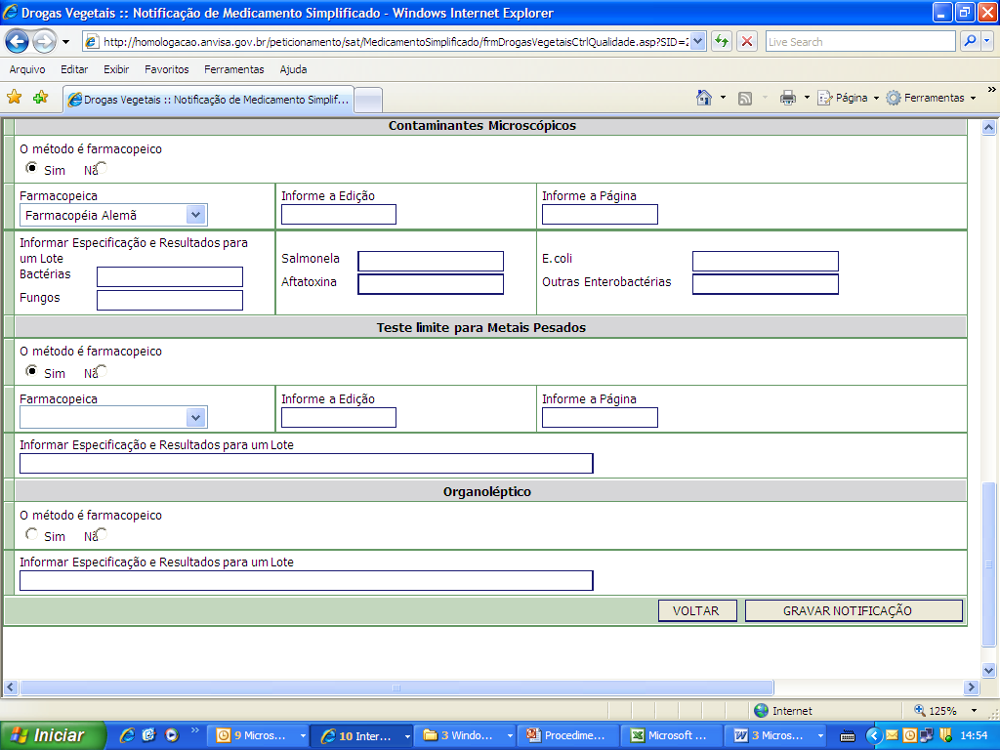 Drogas Vegetais :: Notificação de Medicamento Simplificado - Windows Internet Explorer
http://homologacao.anvisa.gov.br/peticionamento/sat/MedicamentoSimplificado/frmDrogasVegetaisCtrlQualidade.asp?SID=
Live Search
Arquivo Editar Exibir Favoritos Ferramentas Ajuda
Drogas Vegetais :: Notificação de Medicamento Simplif...
Página Ferramentas
Contaminantes Microscópicos
O método é farmacopeico
Sim Nã
Farmacopeica Informe a Edição Informe a Página
Farmacopéia Alemã
Informar Especificação e Resultados para
um Lote
Salmonela E.coli
Bactérias
Aftatoxina Outras Enterobactérias
Fungos
Teste limite para Metais Pesados
O método é farmacopeico
Sim Nã
Farmacopeica Informe a Edição Informe a Página
Informar Especificação e Resultados para um Lote
Organoléptico
O método é farmacopeico
Sim Nã
Informar Especificação e Resultados para um Lote
VOLTAR GRAVAR NOTIFICAÇÃO
Internet 125%
Iniciar 9 Micros... 10 Inter... 3 Windo... Procedime... Microsoft ... 3 Micros... 14:54